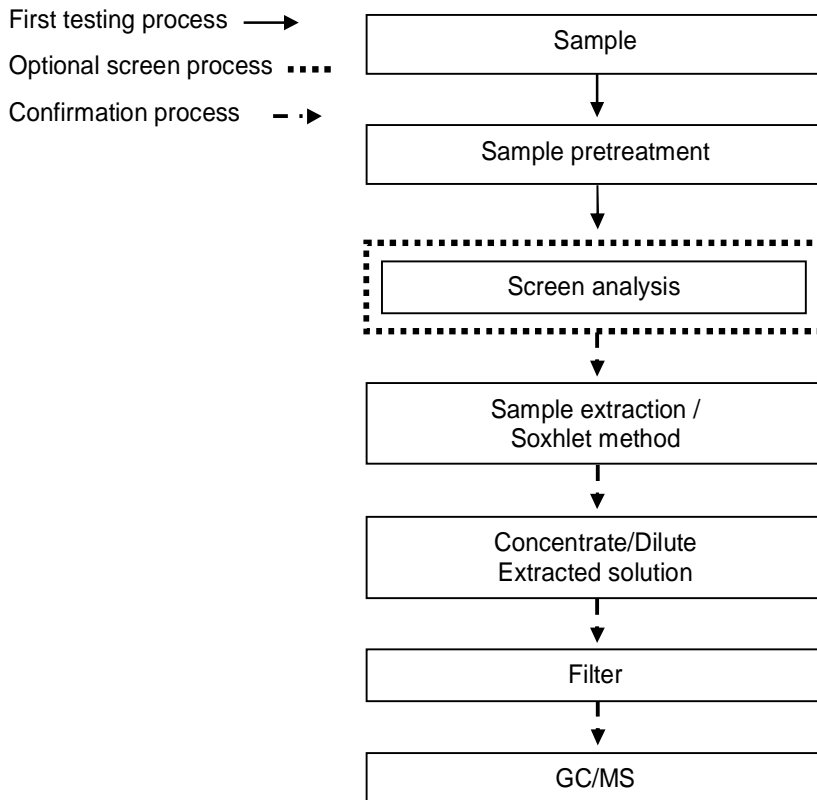 First testing process
Optional screen process
Confirmation process
Sample
Sample pretreatment
Screen analysis
Sample extraction /
Soxhlet method
Concentrate/Dilute
Extracted solution
Filter
GC/MS